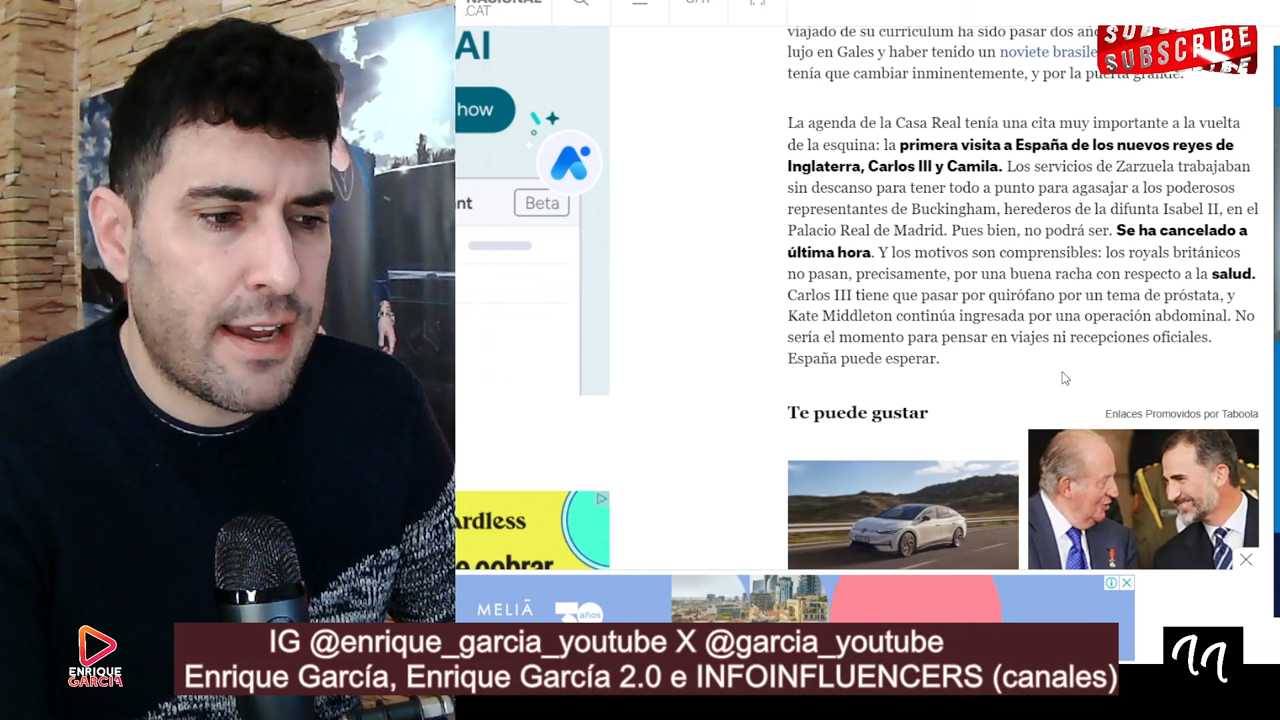 NACIONAL
.CAT
CAT
AI
how
nt
Beta
viajado de su currículum ha sido pasar dos
lujo en Gales y haber tenido un noviete
tenía que cambiar inminentemente, y por la puerta grande.
SUBSCRIBE
La agenda de la Casa Real tenía una cita muy importante a la vuelta
de la esquina: la primera visita a España de los nuevos reyes de
Inglaterra, Carlos III y Camila. Los servicios de Zarzuela trabajaban
sin descanso para tener todo a punto para agasajar a los poderosos
representantes de Buckingham, herederos de la difunta Isabel II, en el
Palacio Real de Madrid. Pues bien, no podrá ser. Se ha cancelado a
última hora. Y los motivos son comprensibles: los royals británicos
no pasan, precisamente, por una buena racha con respecto a la salud.
Carlos III tiene que pasar por quirófano por un tema de próstata, y
Kate Middleton continúa ingresada por una operación abdominal. No
sería el momento para pensar en viajes ni recepciones oficiales.
España puede esperar.
Te puede gustar
Enlaces Promovidos por Taboola
ardless
e cobrar
MELIÃ
años
IG @enrique_garcia_youtube X @garcia_youtube
Enrique García, Enrique García 2.0 e INFOINFLUENCERS (canales)
ENRIQUE
GARCÍA